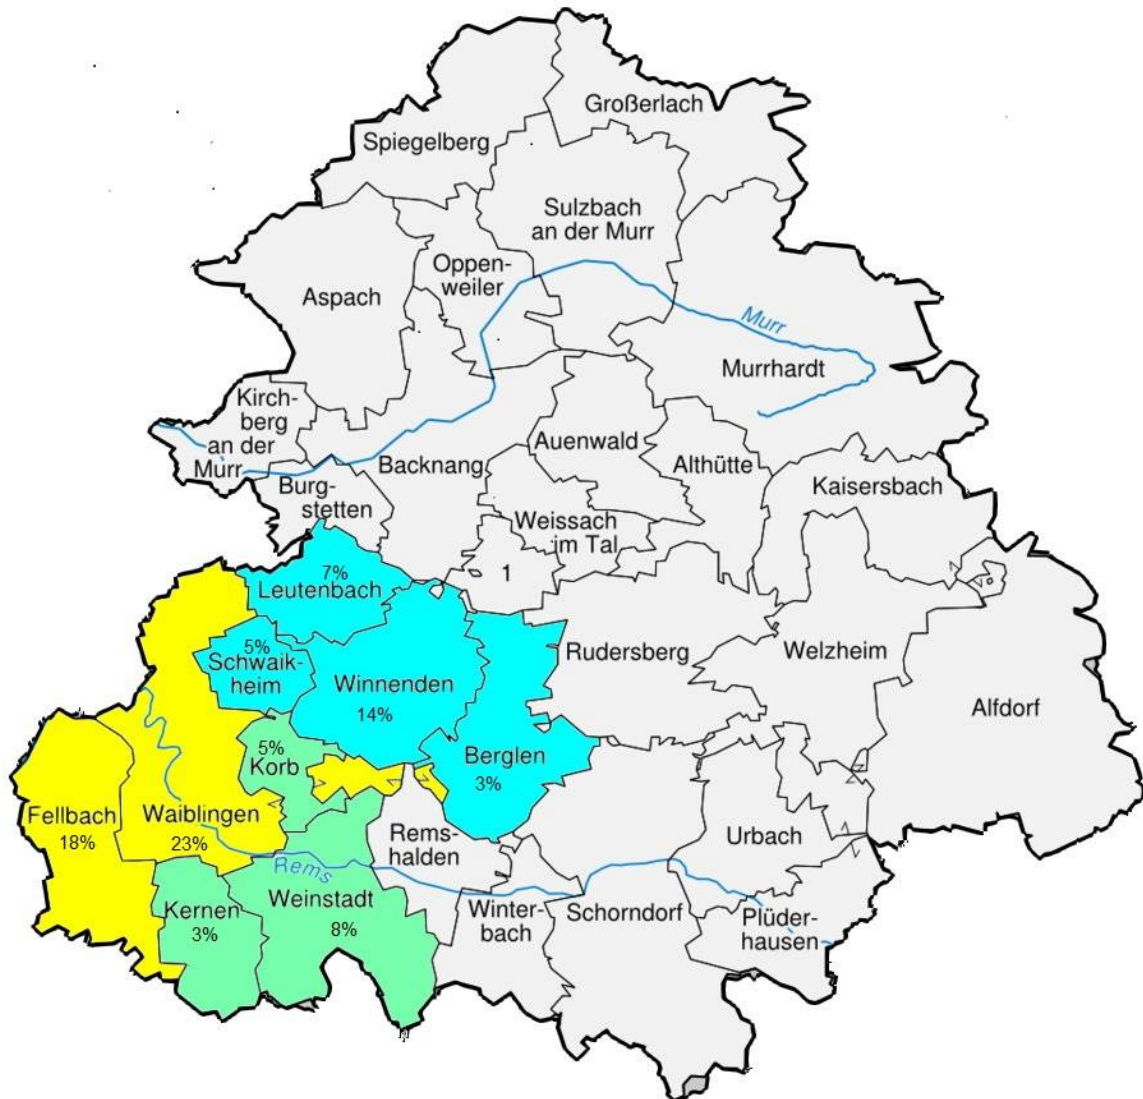 Großerlach
Spiegelberg
Sulzbach
an der Murr
Oppen-
weiler
Aspach
Murr
Murrhardt
Kirch-
berg
an der
Murr
Auenwald
Backnang
Althütte
Burg-
stetten
Kaisersbach
Weissach
im Tal
1
7%
Leutenbach
5%
Schwaik-
heim
Winnenden
14%
Rudersberg
Welzheim
Alfdorf
5%
Korb
Berglen
3%
Fellbach
18%
Waiblingen
23%
Rems-
halden
Urbach
Rems
Kernen
3%
Weinstadt
8%
Winter-
bach
Schorndorf
Plüder-
hausen